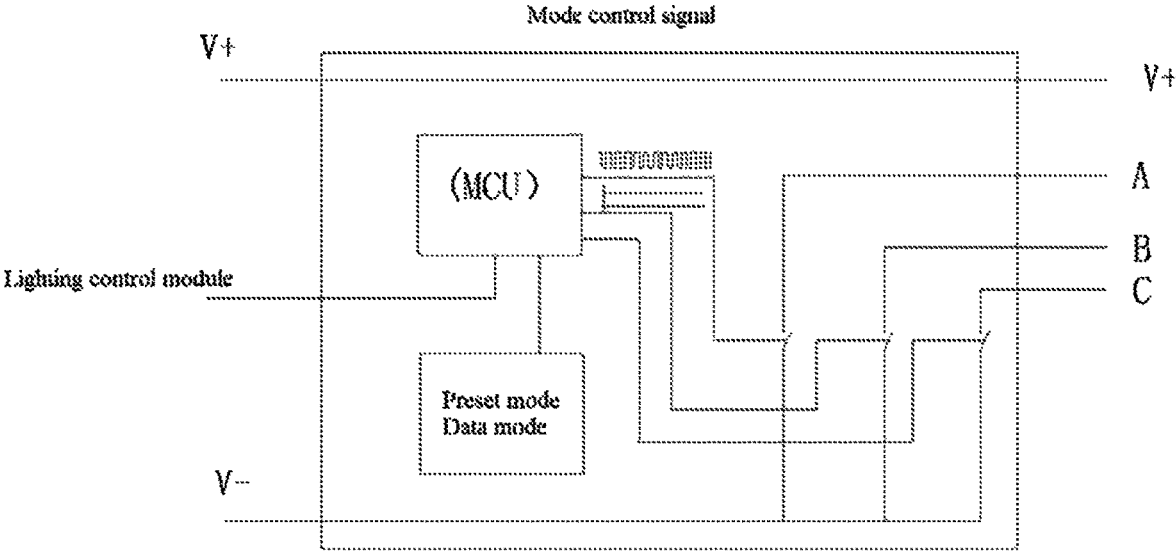 Mode control signal
V+
V+
(MCU)
A
B
Lighting control module
C
Preset mode
Data mode
V-